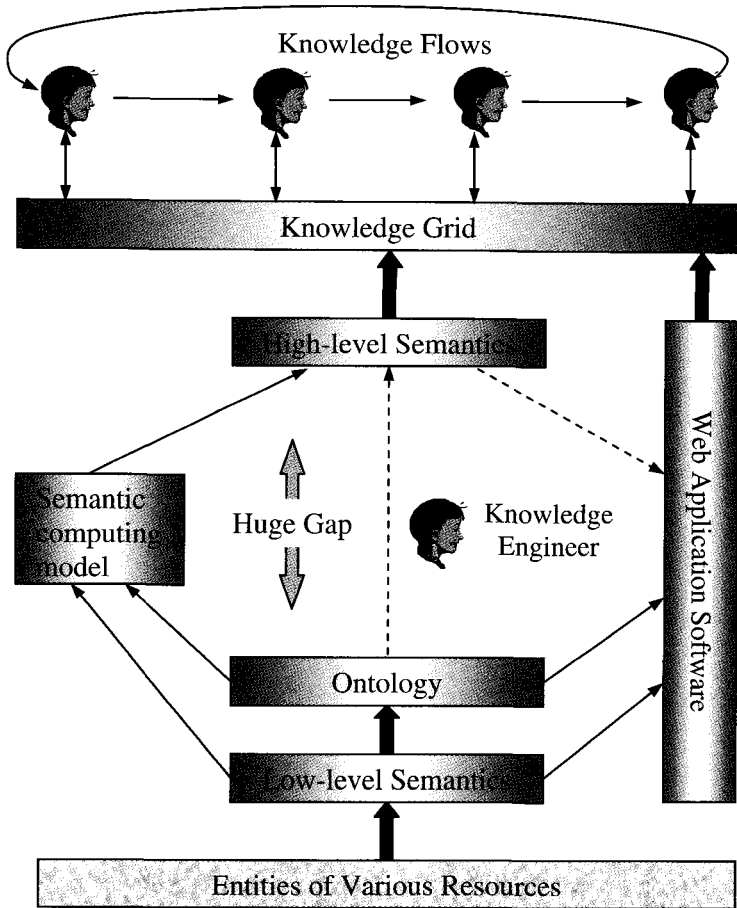 Knowledge Flows
Knowledge Grid
High-level Semantics
Semantic
computing
model
Huge Gap
Knowledge
Engineer
Web Application Software
Ontology
Low-level Semantics
Entities of Various Resources